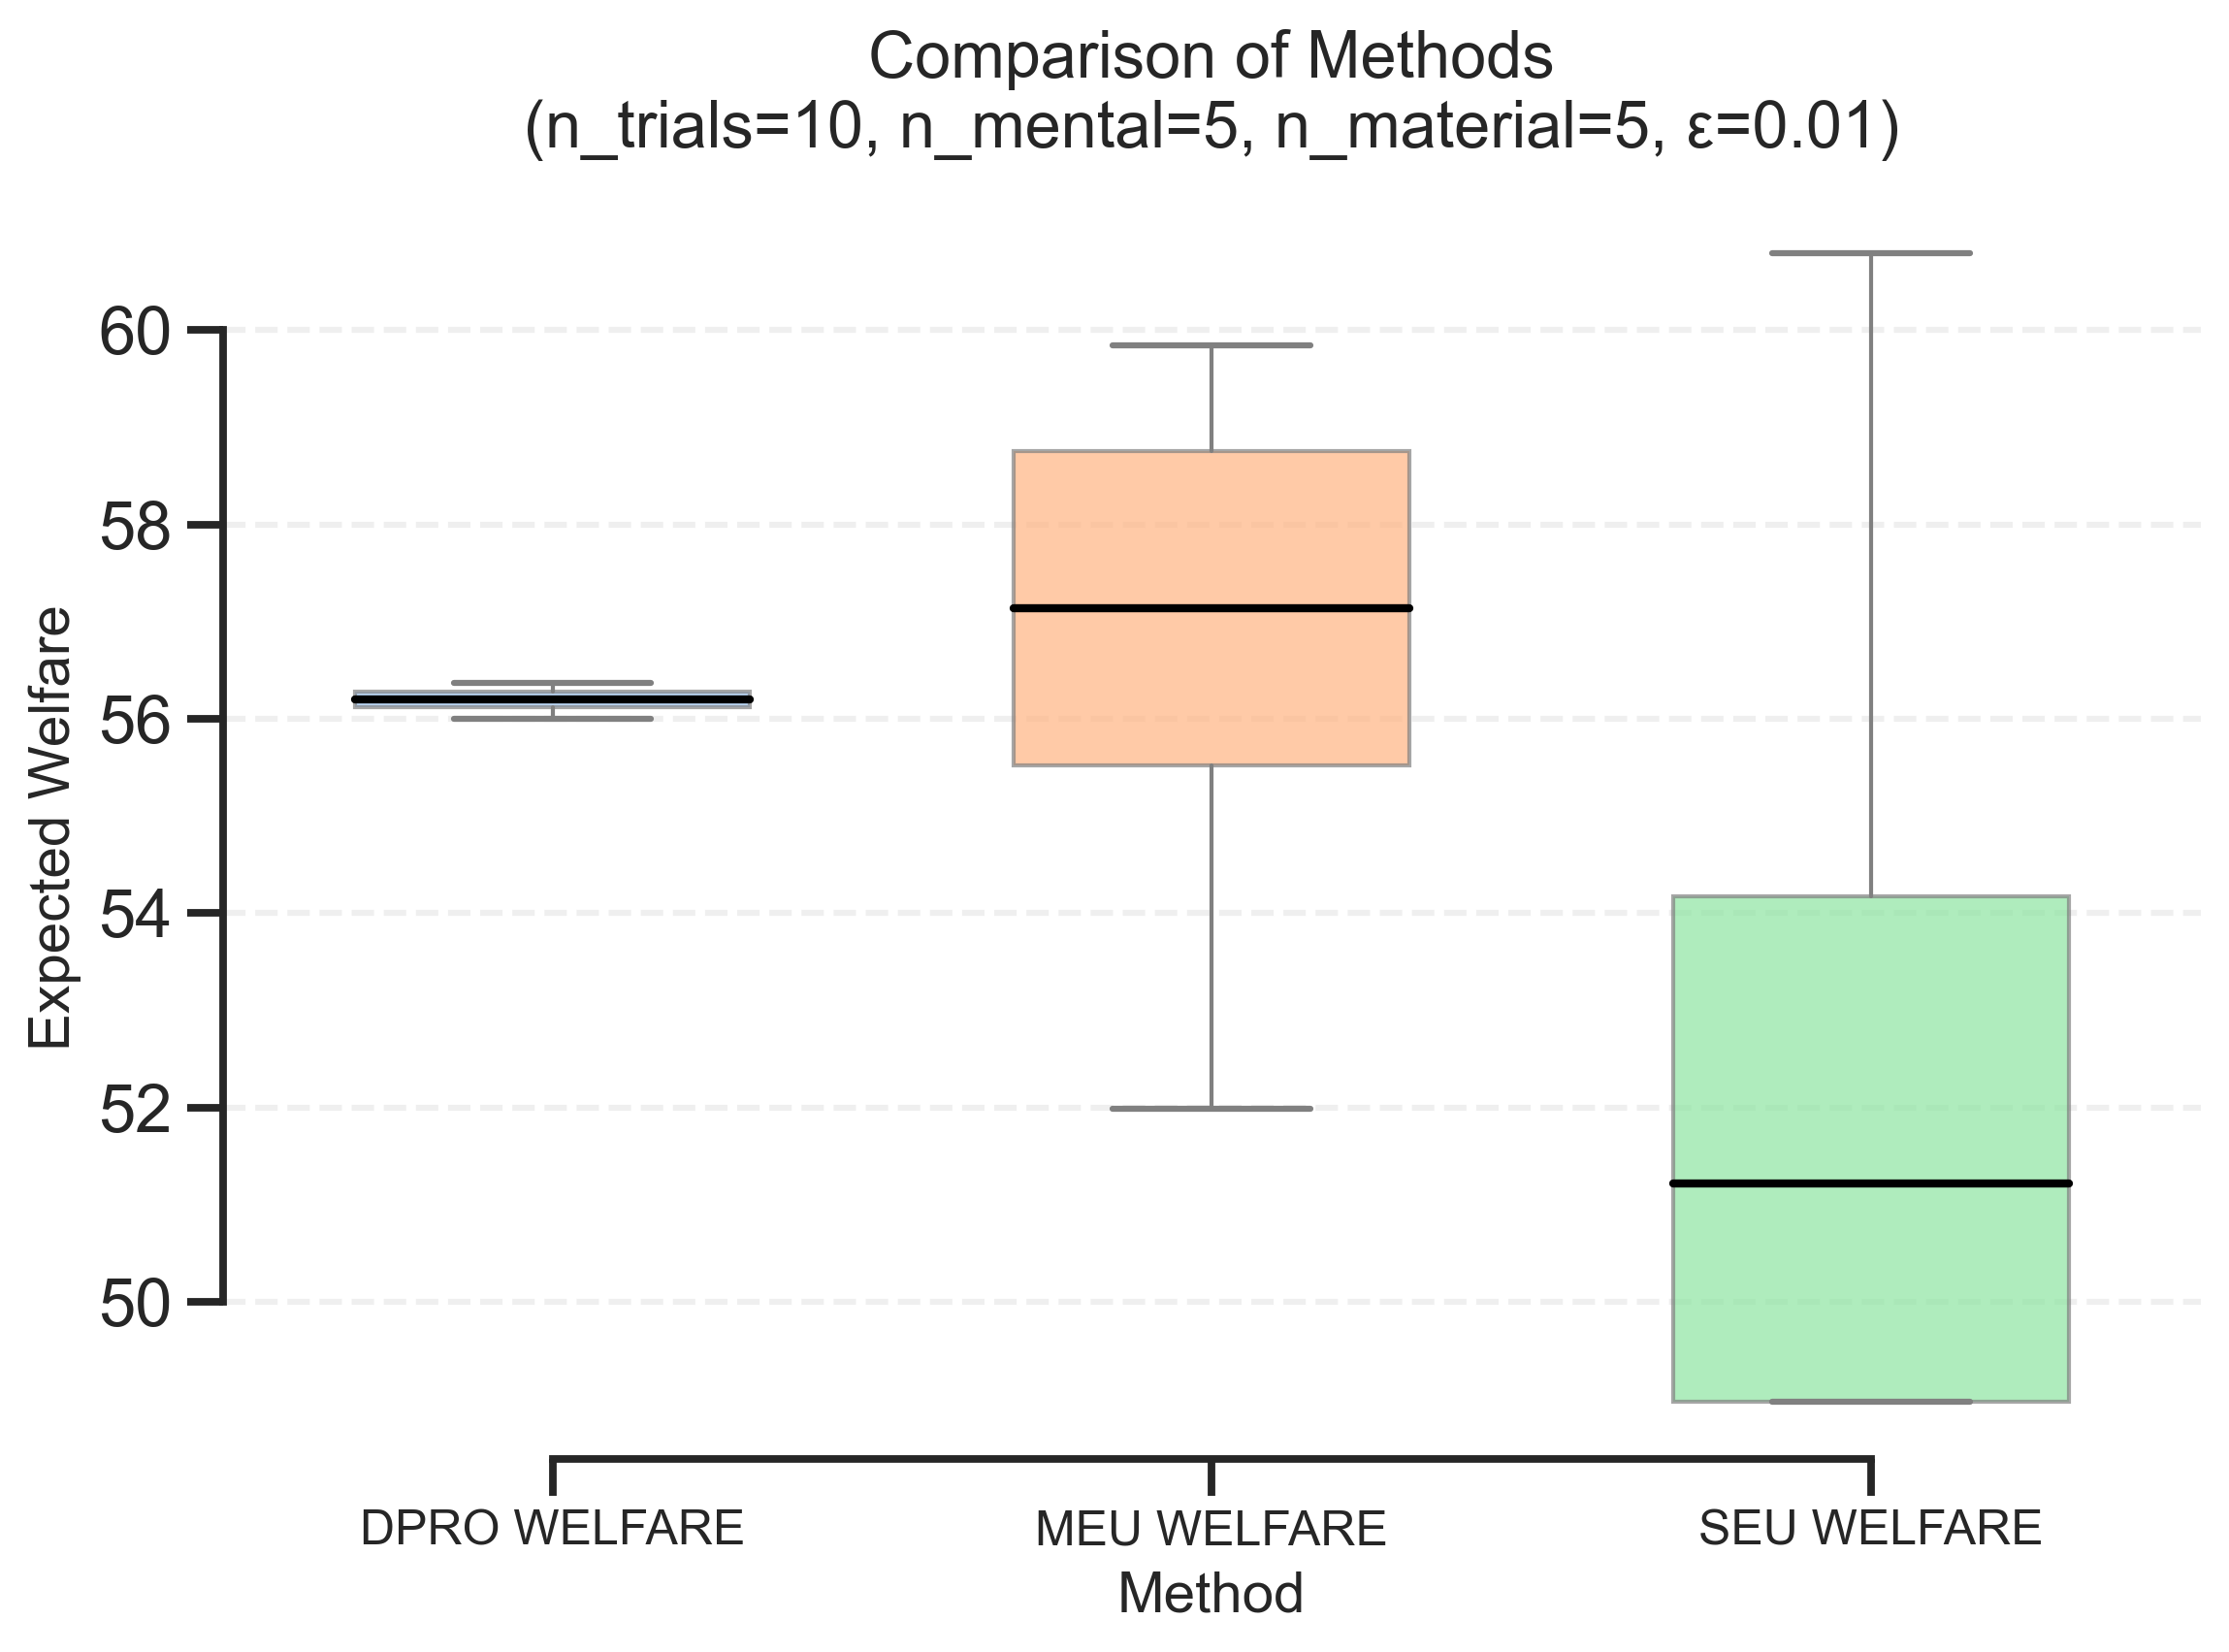 Comparison of Methods
(n_trials=10, n_mental=5, n_material=5, ε=0.01)
Expected Welfare
60
58
56
54
52
50
DPRO WELFARE
MEU WELFARE
SEU WELFARE
Method